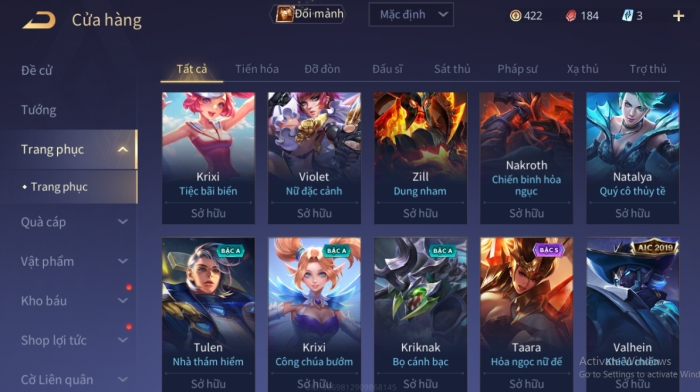 Cửa hàng
Đổi mảnh
Mặc định
422
184
3
Đề cử
Tướng
Trang phục
Trang phục
Quà cáp
Vật phẩm
Kho báu
Shop lợi tức
Cờ Liên quân
Tất cả
Tiến hóa
Đỡ đòn
Đấu sĩ
Sát thủ
Pháp sư
Xạ thủ
Trợ thủ
Krixi
Tiệc bãi biển
Sở hữu
Violet
Nữ đặc cảnh
Sở hữu
Zill
Dung nham
Sở hữu
Nakroth
Chiến binh hỏa
ngục
Sở hữu
Natalya
Quý cô thủy tề
Sở hữu
BẬC A
Tulen
Nhà thám hiểm
Sở hữu
BẬC A
Krixi
Công chúa bướm
Sở hữu
BẬC A
Kriknak
Bọ cánh bạc
Sở hữu
BẬC S
Taara
Hỏa ngọc nữ đế
Sở hữu
AIC 2019
Valhein
Sở hữu
Activate Windows
Go to Settings to activate Wind